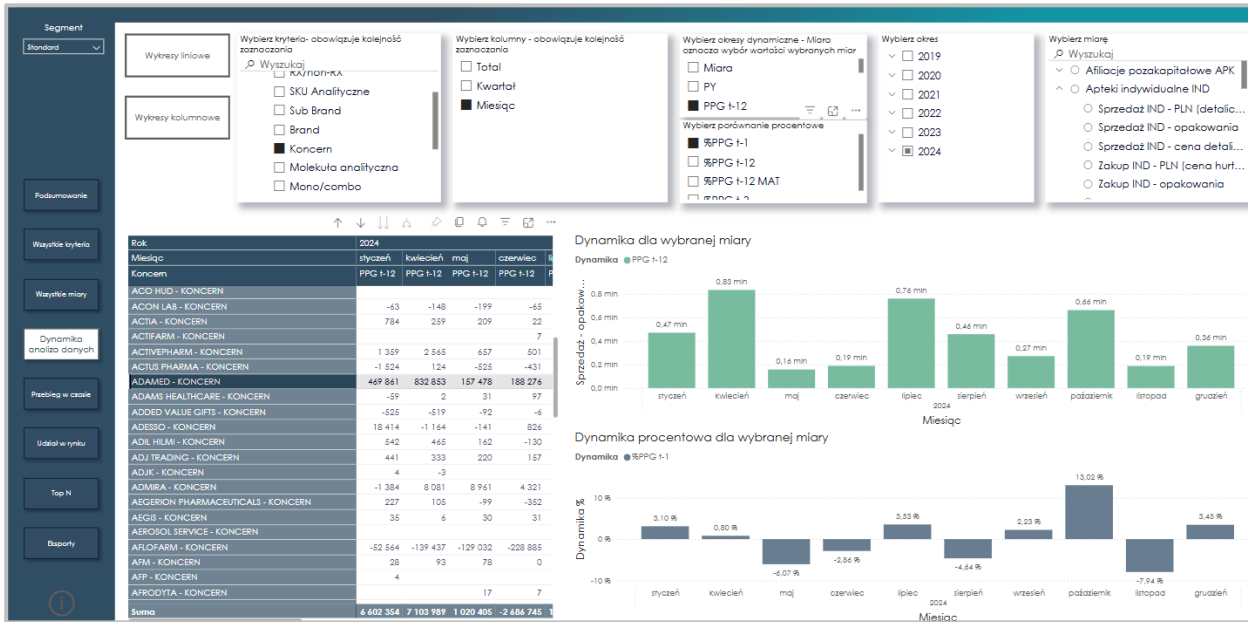 Segment
Standard
Podsumowanie
Wszystkie kryteria
Wszystkie miary
Dynamika
analiza danych
Przebieg w czasie
Udział w rynku
Top N
Eksporty
Wykresy liniowe
Wykresy kolumnowe
Wybierz kryteria- obowiązuje kolejność
zaznaczania
Wyszukaj
RX/non-RX
SKU Analityczne
Sub Brand
Brand
Koncern
Molekuła analityczna
Mono/combo
Wybierz kolumny - obowiązuje kolejność
zaznaczania
Total
Kwartał
Miesiąc
Wybierz okresy dynamiczne - Miara
oznacza wybór wartości wybranych miar
Miara
PY
PPG t-12
Wybierz porównanie procentowe
%PPG t-1
%PPG t-12
%PPG t-12 MAT
Wybierz okres
2019
2020
2021
2022
2023
2024
Wybierz miarę
Wyszukaj
Afiliacje pozakapitałowe APK
Apteki indywidualne IND
Sprzedaż IND - PLN (detalic...
Sprzedaż IND - opakowania
Sprzedaż IND - cena detali...
Zakup IND - PLN (cena hurt...
Zakup IND - opakowania
Rok 2024
Miesiąc styczeń kwiecień maj czerwiec
Koncern PPG t-12 PPG t-12 PPG t-12 PPG t-12
ACO HUD - KONCERN
ACON LAB - KONCERN -63 -148 -199 -65
ACTIA - KONCERN 784 259 209 22
ACTIFARM - KONCERN 7
ACTIVEPHARM - KONCERN 1 359 2 565 657 501
ACTUS PHARMA - KONCERN -1 524 124 -525 -431
ADAMED - KONCERN 469 861 832 853 157 478 188 276
ADAMS HEALTHCARE - KONCERN -59 2 31 97
ADDED VALUE GIFTS - KONCERN -525 -519 -92 -6
ADESSO - KONCERN 18 414 -1 164 -141 826
ADIL HILMI - KONCERN 542 465 162 -130
ADJ TRADING - KONCERN 441 333 220 157
ADJK - KONCERN 4 -3
ADMIRA - KONCERN -1 384 8 081 8 961 4 321
AEGERION PHARMACEUTICALS - KONCERN 227 105 -99 -352
AEGIS - KONCERN 35 6 30 31
AEROSOL SERVICE - KONCERN
AFLOFARM - KONCERN -52 564 -139 437 -129 032 -228 885
AFM - KONCERN 28 93 78 0
AFP - KONCERN 4
AFRODYTA - KONCERN 17 7
Suma 6 602 354 7 103 989 1 020 405 -2 686 745
Dynamika dla wybranej miary
Dynamika PPG t-12
Sprzedaż - opakow...
0,8 mln
0,6 mln
0,4 mln
0,2 mln
0,0 mln
0,47 mln 0,83 mln 0,16 mln 0,19 mln 0,76 mln 0,46 mln 0,27 mln 0,66 mln 0,19 mln 0,36 mln
styczeń kwiecień maj czerwiec lipiec sierpień wrzesień październik listopad grudzień
2024
Miesiąc
Dynamika procentowa dla wybranej miary
Dynamika %PPG t-1
Dynamika %
10 %
0 %
-10 %
3,10 % 0,80 % -6,07 % -2,86 % 3,53 % -4,64 % 2,23 % 13,02 % -7,94 % 3,45 %
styczeń kwiecień maj czerwiec lipiec sierpień wrzesień październik listopad grudzień
2024
Miesiąc